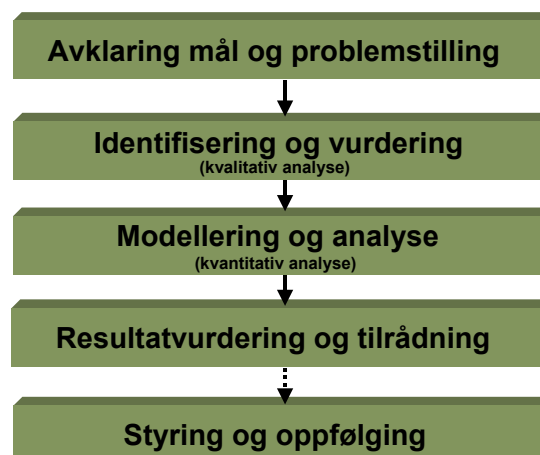 Avklaring mål og problemstilling
Identifisering og vurdering
(kvalitativ analyse)
Modellering og analyse
(kvantitativ analyse)
Resultatvurdering og tilrådning
Styring og oppfølging